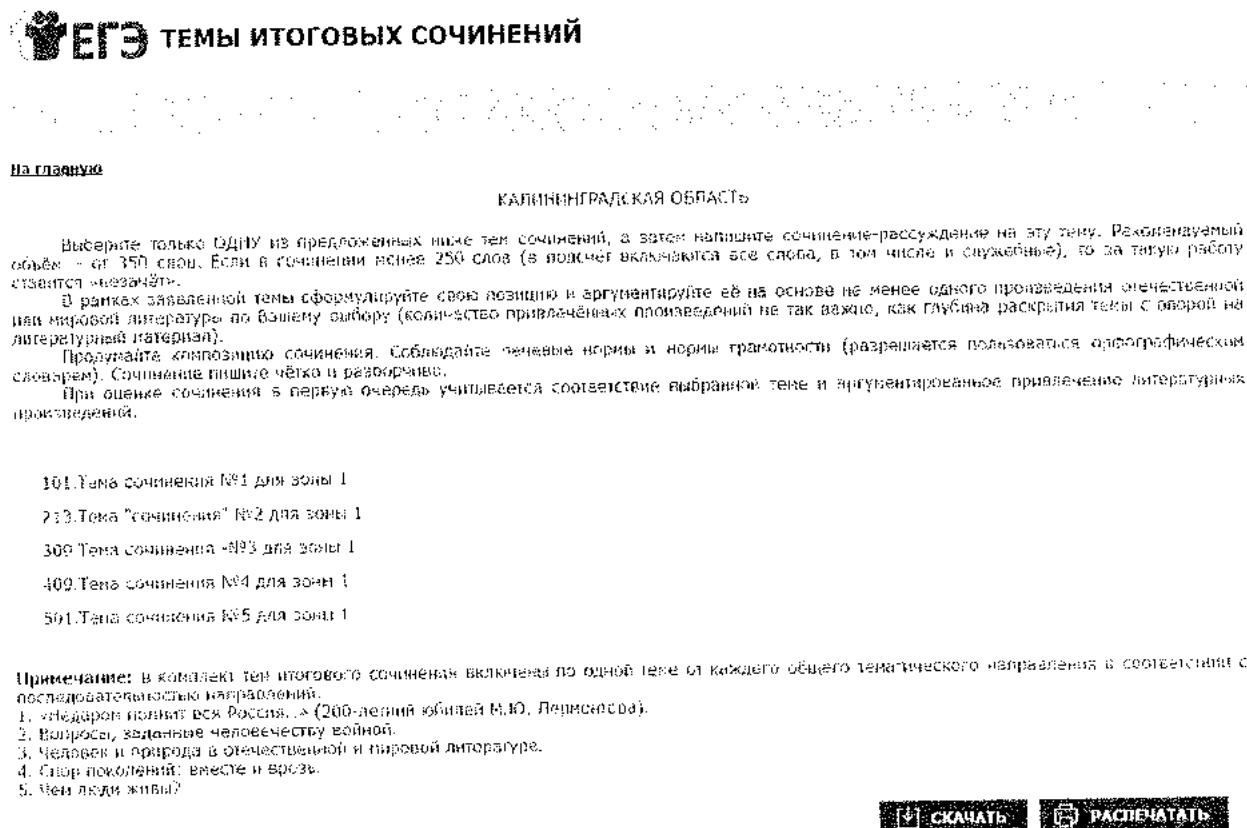 ЕГЭ ТЕМЫ ИТОГОВЫХ СОЧИНЕНИЙ
На главную
КАЛИНИНГРАДСКАЯ ОБЛАСТЬ
Выберите только ОДНУ из предложенных ниже тем сочинений, а затем напишите сочинение-рассуждение на эту тему. Рекомендуемый
объём – от 350 слов. Если в сочинении менее 250 слов (в подсчёт включаются все слова, в том числе и служебные), то за такую работу
ставится «незачёт».
В рамках заявленной темы сформулируйте свою позицию и аргументируйте её на основе не менее одного произведения отечественной
или мировой литературы по Вашему выбору (количество привлечённых произведений не так важно, как глубина раскрытия темы с опорой на
литературный материал).
Продумайте композицию сочинения. Соблюдайте речевые нормы и нормы грамотности (разрешается пользоваться орфографическим
словарем). Сочинение пишите чётко и разборчиво.
При оценке сочинения в первую очередь учитывается соответствие выбранной теме и аргументированное привлечение литературных
произведений.
101.Тема сочинения №1 для зоны 1
213.Тема "сочинения" №2 для зоны 1
309.Тема сочинения -№3 для зоны 1
409.Тема сочинения №4 для зоны 1
501.Тема сочинения №5 для зоны 1
Примечание: в комплект тем итогового сочинения включены по одной теме от каждого общего тематического направления в соответствии с
последовательностью направлений.
1. «Недаром помнит вся Россия...» (200-летний юбилей М.Ю. Лермонтова).
2. Вопросы, заданные человечеству войной.
3. Человек и природа в отечественной и мировой литературе.
4. Спор поколений: вместе и врозь.
5. Чем люди живы?
СКАЧАТЬ РАСПЕЧАТАТЬ